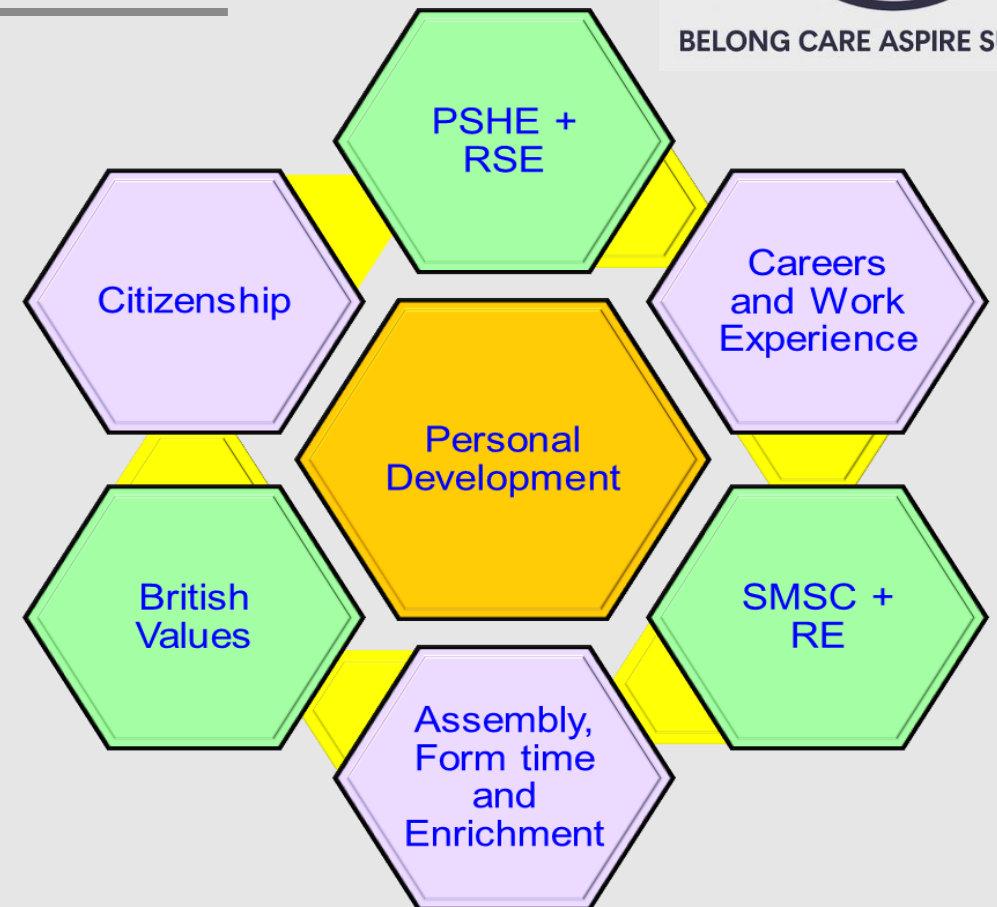 BELONG CARE ASPIRE
PSHE +
RSE
Careers
and Work
Experience
Citizenship
Personal
Development
British
Values
SMSC +
RE
Assembly,
Form time
and
Enrichment